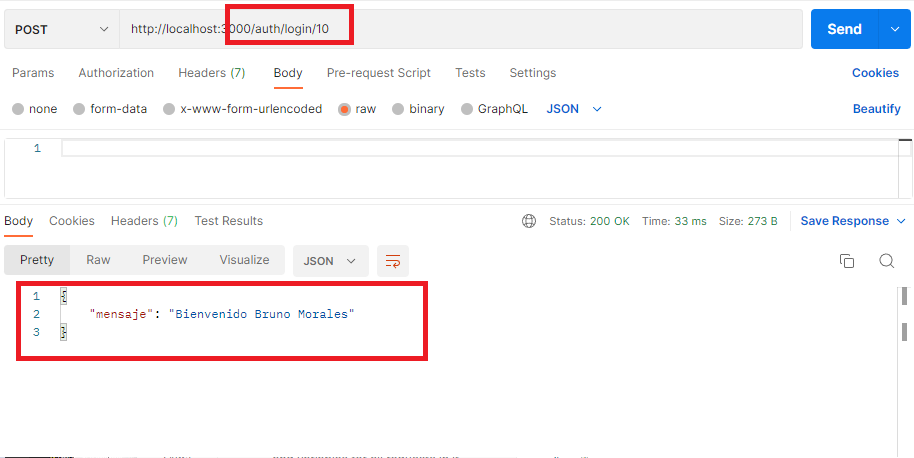 POST http://localhost:3000/auth/login/10 Send
Params Authorization Headers (7) Body Pre-request Script Tests Settings Cookies
none form-data x-www-form-urlencoded raw binary GraphQL JSON Beautify
1
Body Cookies Headers (7) Test Results Status: 200 OK Time: 33 ms Size: 273 B Save Response
Pretty Raw Preview Visualize JSON
1 {
2 "mensaje": "Bienvenido Bruno Morales"
3 }